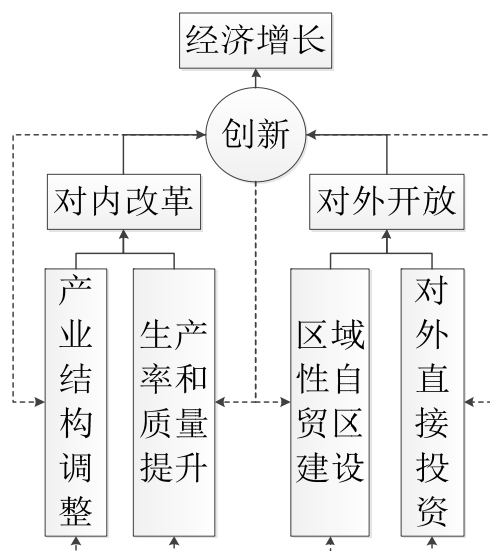 经济增长
创新
对内改革
对外开放
产
业
结
构
调
整
生产
率和
质量
提升
区域
性自
贸区
建设
对
外
直
接
投
资